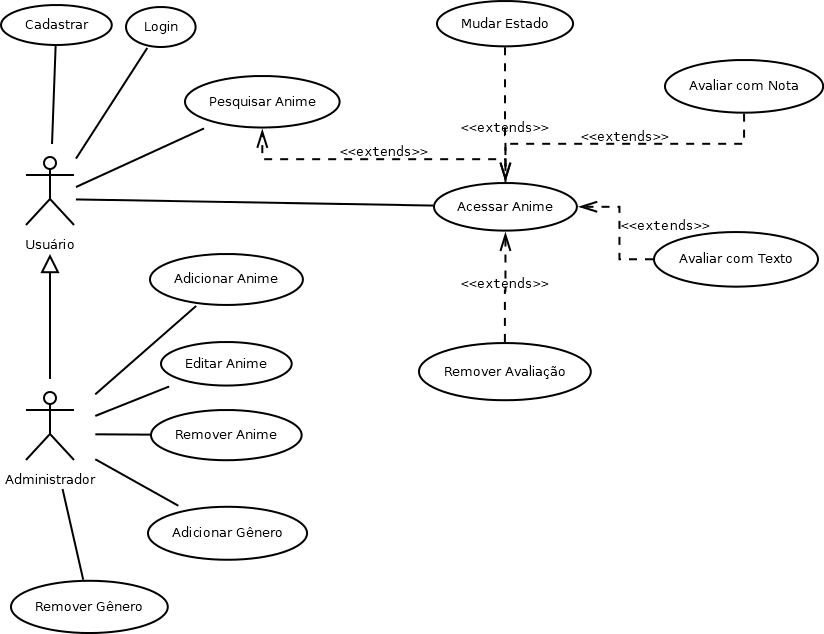 Cadastrar
Login
Mudar Estado
Pesquisar Anime
Avaliar com Nota
<<extends>>
<<extends>>
<<extends>>
Acessar Anime
<<extends>>
Usuário
Avaliar com Texto
Adicionar Anime
<<extends>>
Editar Anime
Remover Avaliação
Remover Anime
Administrador
Adicionar Gênero
Remover Gênero